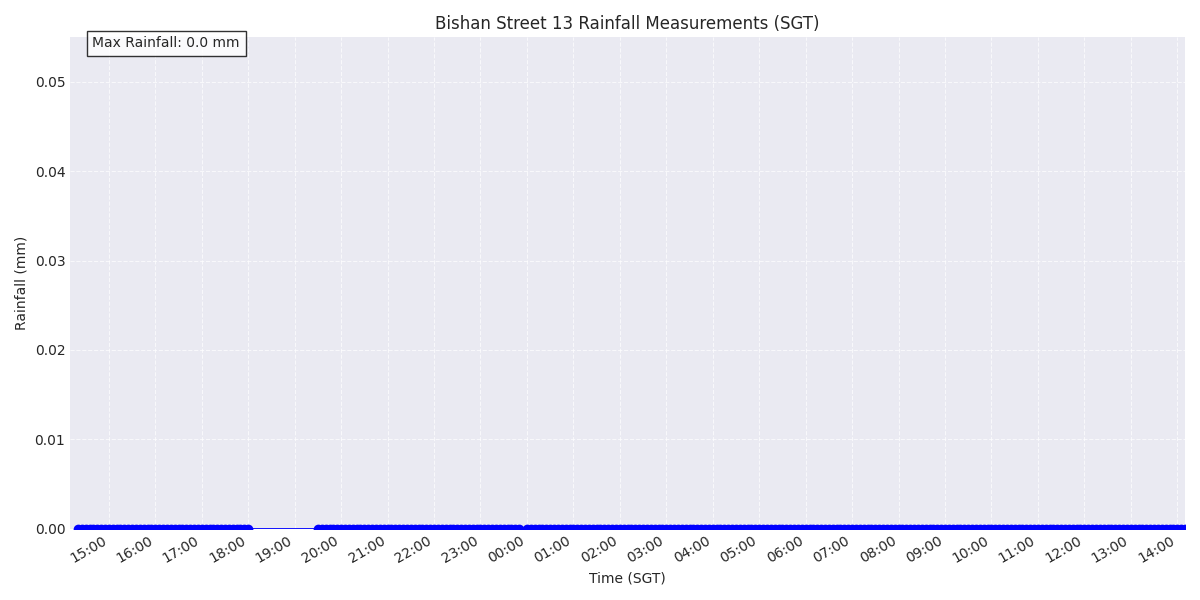 Bishan Street 13 Rainfall Measurements (SGT)
Max Rainfall: 0.0 mm
0.05
0.04
0.03
0.02
0.01
0.00
Rainfall (mm)
15:00 16:00 17:00 18:00 19:00 20:00 21:00 22:00 23:00 00:00 01:00 02:00 03:00 04:00 05:00 06:00 07:00 08:00 09:00 10:00 11:00 12:00 13:00 14:00
Time (SGT)